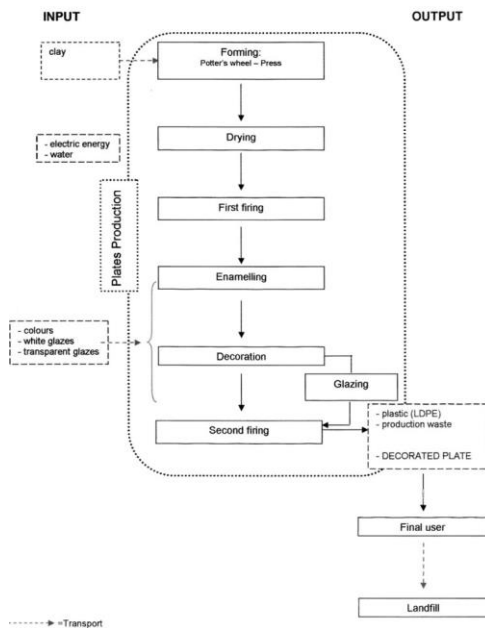 INPUT
OUTPUT
clay
Forming:
Potter's wheel – Press
- electric energy
- water
Drying
Plates Production
First firing
Enamelling
- colours
- white glazes
- transparent glazes
Decoration
Glazing
Second firing
- plastic (LDPE)
- production waste
- DECORATED PLATE
Final user
Landfill
=Transport